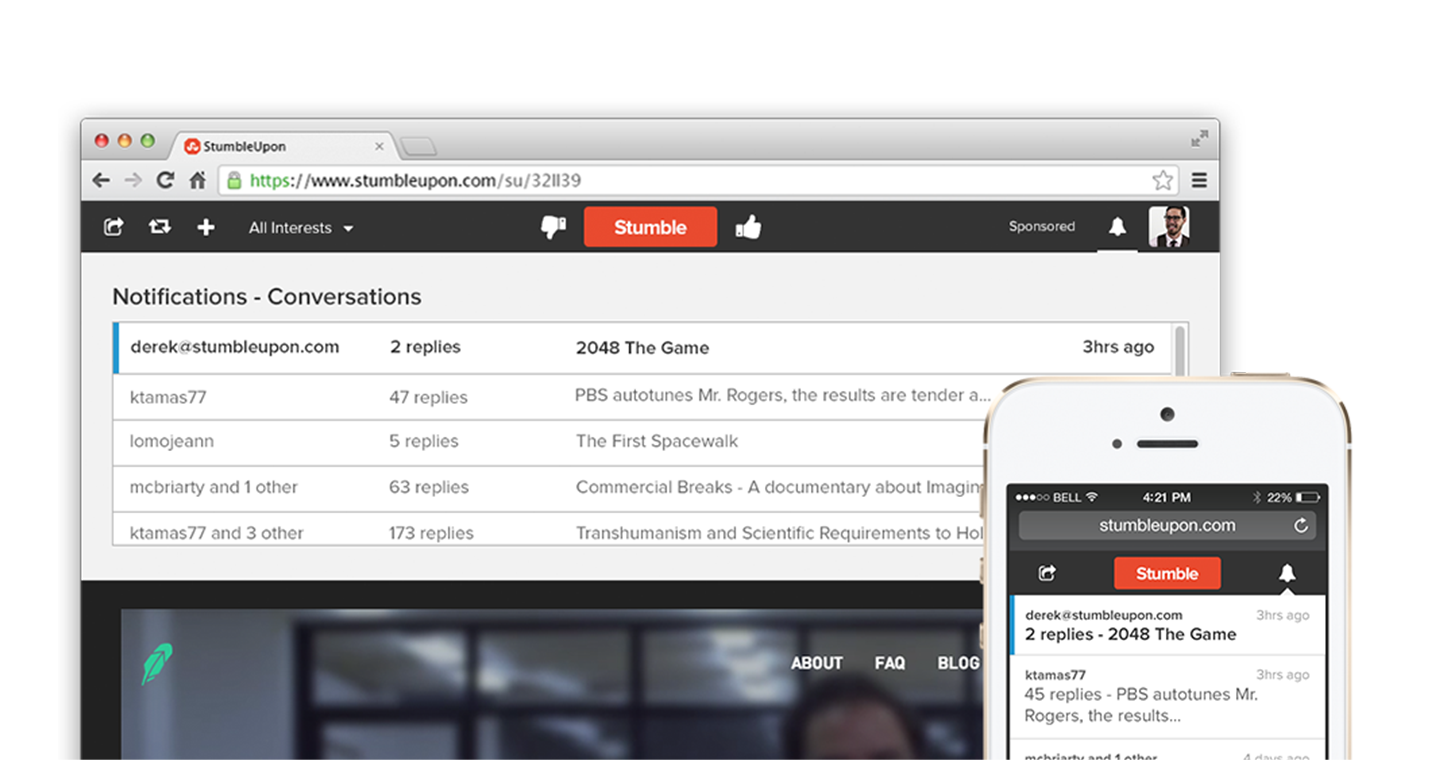 StumbleUpon
https://www.stumbleupon.com/su/32II39
All Interests
Stumble
Sponsored
Notifications - Conversations
derek@stumbleupon.com 2 replies 2048 The Game 3hrs ago
ktamas77 47 replies PBS autotunes Mr. Rogers, the results are tender a...
lomojeann 5 replies The First Spacewalk
mcbriarty and 1 other 63 replies Commercial Breaks - A documentary about
ktamas77 and 3 other 173 replies Transhumanism and Scientific Requirements to
ABOUT FAQ BLOG
BELL 4:21 PM 22%
stumbleupon.com
Stumble
derek@stumbleupon.com 3hrs ago
2 replies - 2048 The Game
ktamas77 3hrs ago
45 replies - PBS autotunes Mr.
Rogers, the results...
mcbriarty and 1 other 4 days ago